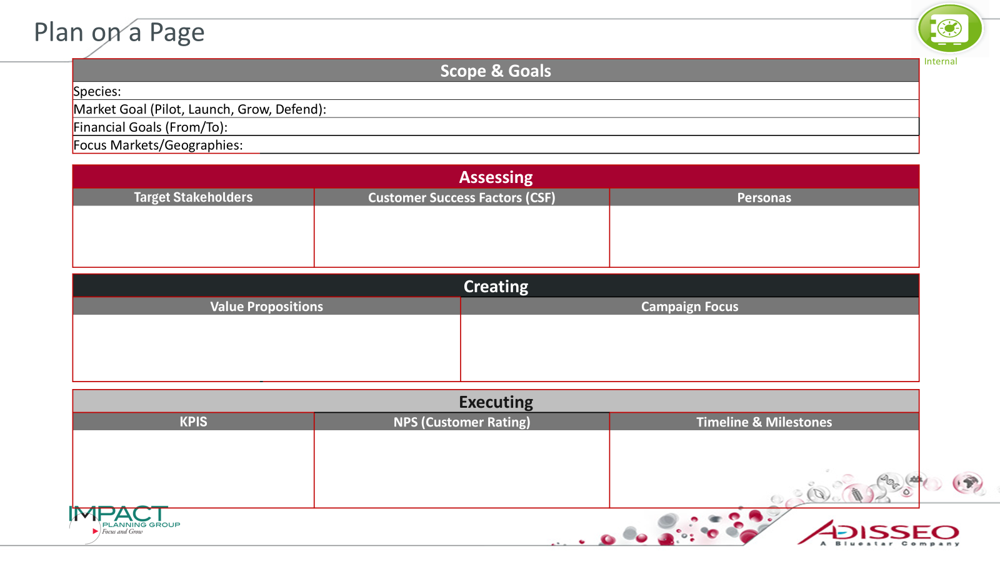 Plan on a Page
Internal
Scope & Goals
Species:
Market Goal (Pilot, Launch, Grow, Defend):
Financial Goals (From/To):
Focus Markets/Geographies:
Assessing
Target Stakeholders
Customer Success Factors (CSF)
Personas
Creating
Value Propositions
Campaign Focus
Executing
KPIS
NPS (Customer Rating)
Timeline & Milestones
IMPACT
PLANNING GROUP
Focus and Grow
ADISSEO
A Bluestar Company